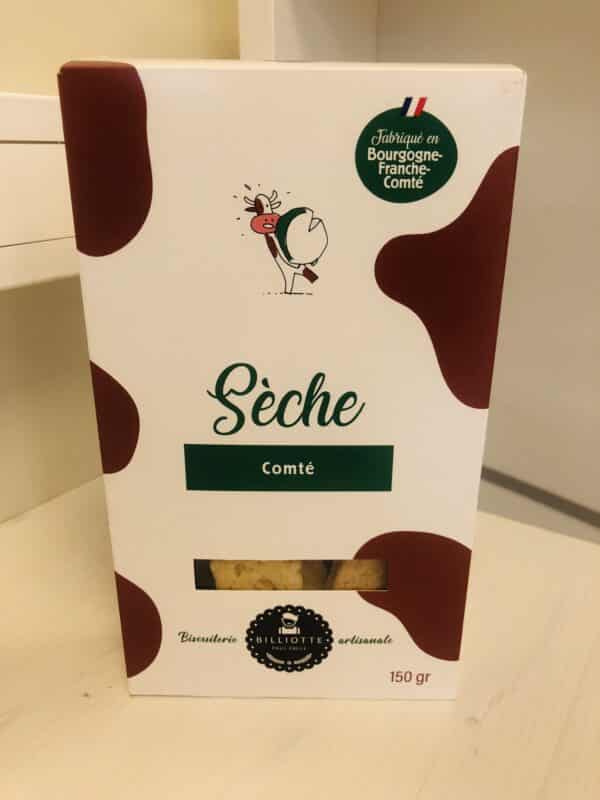 Fabriqué en
Bourgogne-
Franche-
Comté
Sèche
Comté
Biscuiterie
BILLIOTTE
artisanale
150 gr